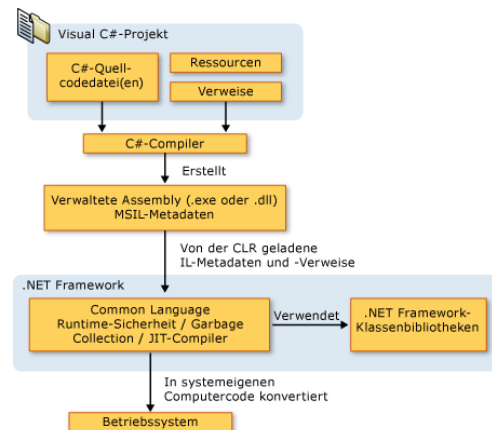 Visual C#-Projekt
C#-Quell-
codedatei(en)
Ressourcen
Verweise
C#-Compiler
Erstellt
Verwaltete Assembly (.exe oder .dll)
MSIL-Metadaten
Von der CLR geladene
IL-Metadaten und -Verweise
.NET Framework
Common Language
Runtime-Sicherheit / Garbage
Collection / JIT-Compiler
Verwendet
.NET Framework-
Klassenbibliotheken
In systemeigenen
Computercode konvertiert
Betriebssystem